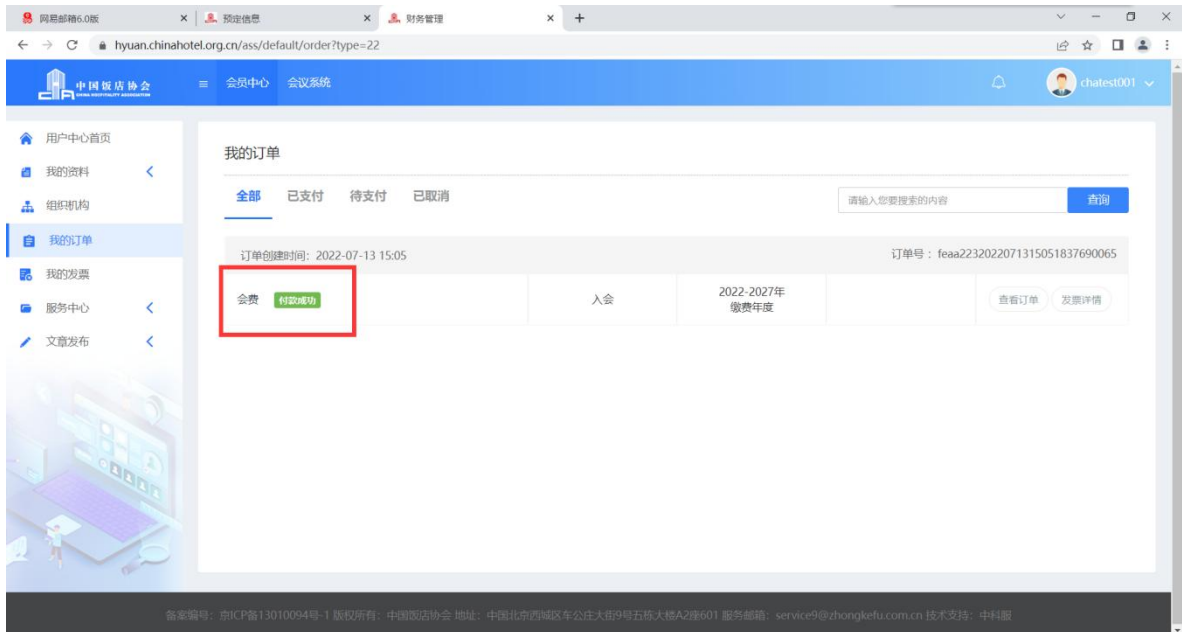 网易邮箱6.0版
预定信息
财务管理
hyuan.chinahotel.org.cn/ass/default/order?type=22
中国饭店协会
CHINA HOSPITALITY ASSOCIATION
会员中心 会议系统
chatest001
用户中心首页
我的资料
组织机构
我的订单
我的发票
服务中心
文章发布
我的订单
全部 已支付 待支付 已取消
请输入您要搜索的内容 查询
订单创建时间：2022-07-13 15:05 订单号：feaa22320220713150518376​90065
会费 付款成功 入会 2022-2027年
缴费年度
查看订单 发票详情
备案编号：京ICP备13010094号-1 版权所有：中国饭店协会 地址：中国北京西城区车公庄大街9号五栋大楼A2座601 服务邮箱：service9@zhongkefu.com.cn 技术支持：中科服